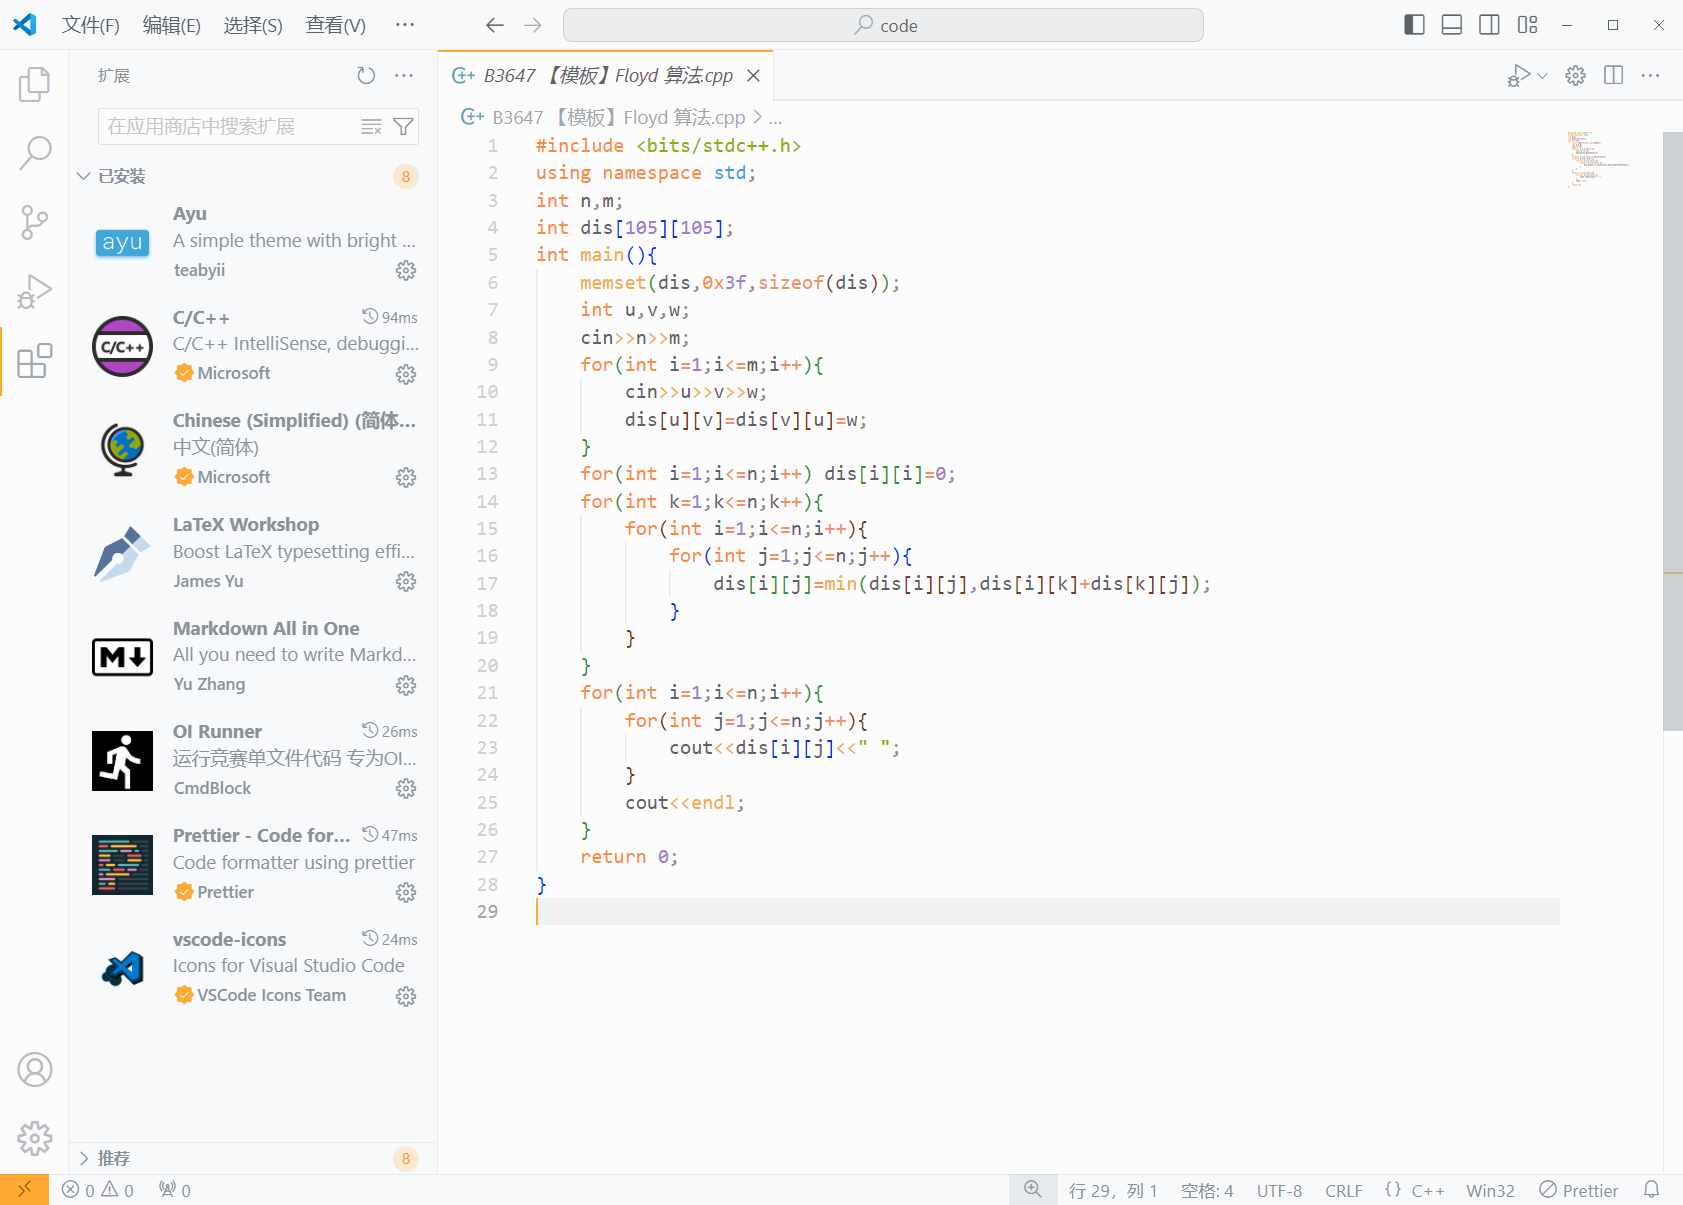 文件(F) 编辑(E) 选择(S) 查看(V) ··· code
扩展
在应用商店中搜索扩展
已安装 8
ayu
Ayu
A simple theme with bright ...
teabyii
C/C++
C/C++ 94ms
C/C++ IntelliSense, debuggi...
Microsoft
Chinese (Simplified) (简体...
中文(简体)
Microsoft
LaTeX Workshop
Boost LaTeX typesetting effi...
James Yu
M
Markdown All in One
All you need to write Markd...
Yu Zhang
OI Runner 26ms
运行竞赛单文件代码 专为OI...
CmdBlock
Prettier - Code for... 47ms
Code formatter using prettier
Prettier
vscode-icons 24ms
Icons for Visual Studio Code
VSCode Icons Team
推荐 8
B3647 【模板】Floyd 算法.cpp
B3647 【模板】Floyd 算法.cpp > ...
1 #include <bits/stdc++.h>
2 using namespace std;
3 int n,m;
4 int dis[105][105];
5 int main(){
6     memset(dis,0x3f,sizeof(dis));
7     int u,v,w;
8     cin>>n>>m;
9     for(int i=1;i<=m;i++){
10         cin>>u>>v>>w;
11         dis[u][v]=dis[v][u]=w;
12     }
13     for(int i=1;i<=n;i++) dis[i][i]=0;
14     for(int k=1;k<=n;k++){
15         for(int i=1;i<=n;i++){
16             for(int j=1;j<=n;j++){
17                 dis[i][j]=min(dis[i][j],dis[i][k]+dis[k][j]);
18             }
19         }
20     }
21     for(int i=1;i<=n;i++){
22         for(int j=1;j<=n;j++){
23             cout<<dis[i][j]<<" ";
24         }
25         cout<<endl;
26     }
27     return 0;
28 }
29
0 0 0 行 29，列 1 空格: 4 UTF-8 CRLF {} C++ Win32 Prettier